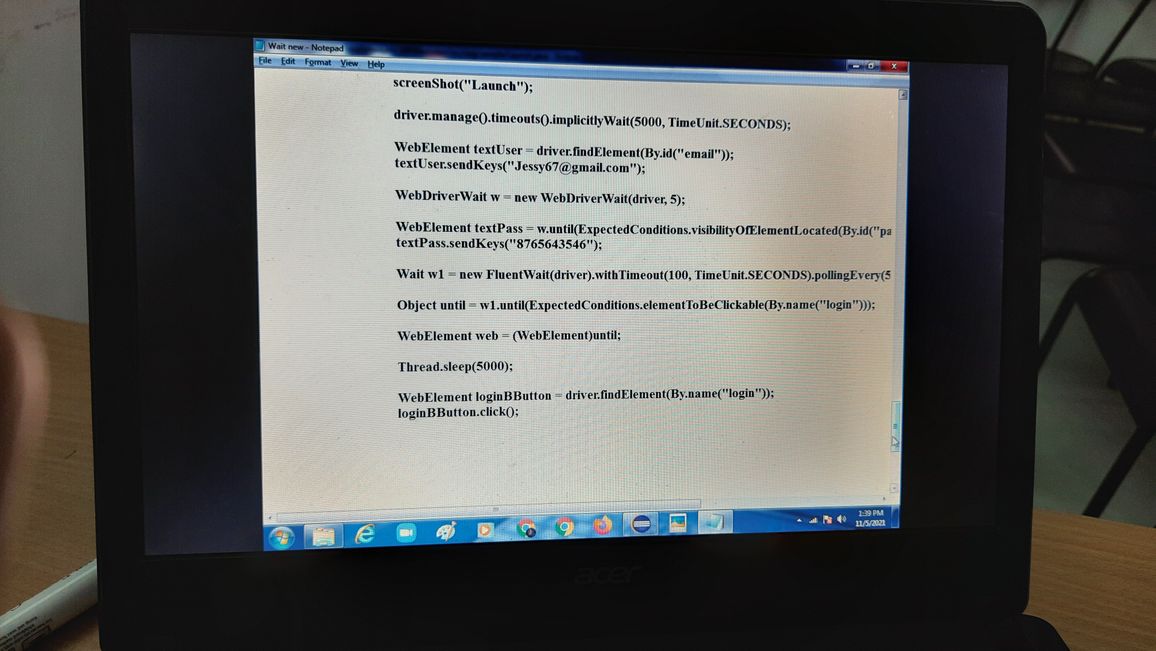 Wait new - Notepad
File Edit Format View Help
screenShot("Launch");
driver.manage().timeouts().implicitlyWait(5000, TimeUnit.SECONDS);
WebElement textUser = driver.findElement(By.id("email"));
textUser.sendKeys("Jessy67@gmail.com");
WebDriverWait w = new WebDriverWait(driver, 5);
WebElement textPass = w.until(ExpectedConditions.visibilityOfElementLocated(By.id("pa
textPass.sendKeys("8765643546");
Wait w1 = new FluentWait(driver).withTimeout(100, TimeUnit.SECONDS).pollingEvery(5
Object until = w1.until(ExpectedConditions.elementToBeClickable(By.name("login")));
WebElement web = (WebElement)until;
Thread.sleep(5000);
WebElement loginBButton = driver.findElement(By.name("login"));
loginBButton.click();
1:39 PM
11/5/2021
acer